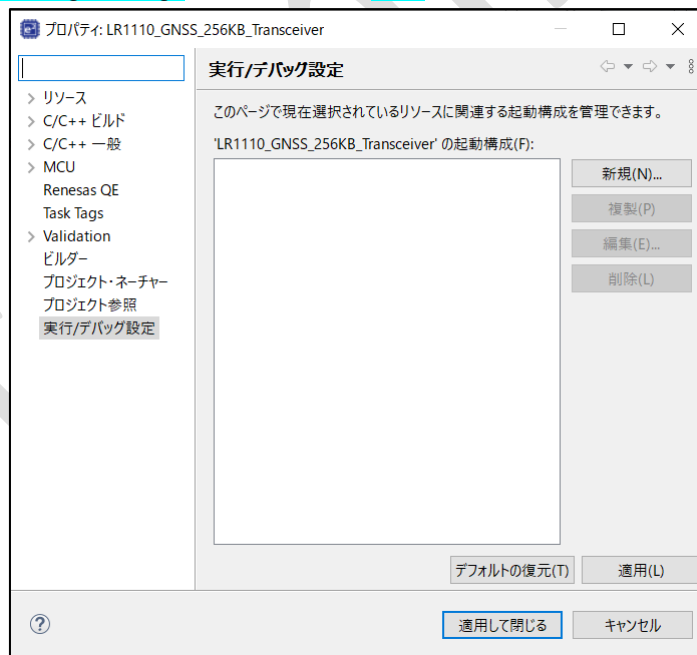 プロパティ: LR1110_GNSS_256KB_Transceiver
実行/デバッグ設定
リソース
C/C++ ビルド
C/C++ 一般
MCU
Renesas QE
Task Tags
Validation
ビルダー
プロジェクト・ネーチャー
プロジェクト参照
実行/デバッグ設定
このページで現在選択されているリソースに関連する起動構成を管理できます。
'LR1110_GNSS_256KB_Transceiver' の起動構成(F):
新規(N)...
複製(P)
編集(E)...
削除(L)
デフォルトの復元(T)
適用(L)
適用して閉じる
キャンセル